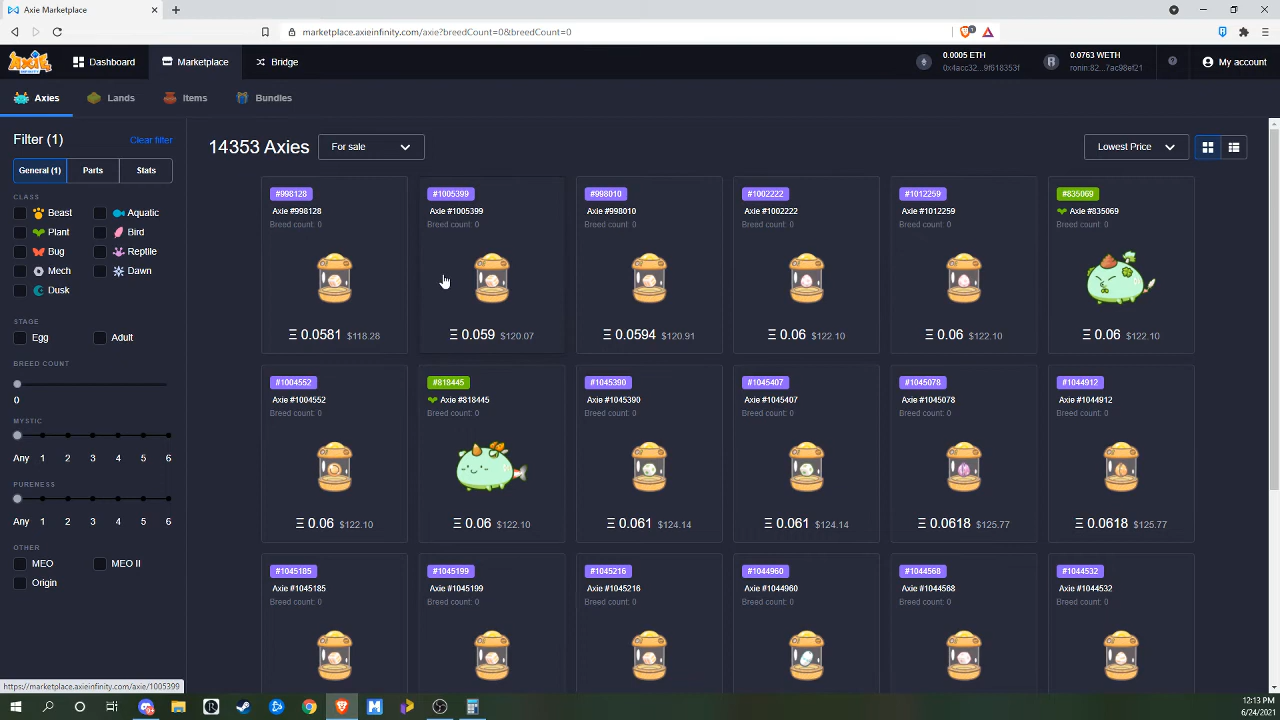 Axie Marketplace
marketplace.axieinfinity.com/axie?breedCount=0&breedCount=0
AXIE INFINITY
Dashboard
Marketplace
Bridge
0.0005 ETH
0x4acc32...9f618353f
0.0763 WETH
ronin:82...7ac98ef21
My account
Axies
Lands
Items
Bundles
Filter (1)
Clear filter
General (1)
Parts
Stats
CLASS
Beast
Aquatic
Plant
Bird
Bug
Reptile
Mech
Dawn
Dusk
STAGE
Egg
Adult
BREED COUNT
0
MYSTIC
Any 1 2 3 4 5 6
PURENESS
Any 1 2 3 4 5 6
OTHER
MEO
MEO II
Origin
14353 Axies
For sale
Lowest Price
#998128
Axie #998128
Breed count: 0
Ξ 0.0581 $118.28
#1005399
Axie #1005399
Breed count: 0
Ξ 0.059 $120.07
#998010
Axie #998010
Breed count: 0
Ξ 0.0594 $120.91
#1002222
Axie #1002222
Breed count: 0
Ξ 0.06 $122.10
#1012259
Axie #1012259
Breed count: 0
Ξ 0.06 $122.10
#835069
Axie #835069
Breed count: 0
Ξ 0.06 $122.10
#1004552
Axie #1004552
Breed count: 0
Ξ 0.06 $122.10
#818445
Axie #818445
Breed count: 0
Ξ 0.06 $122.10
#1045390
Axie #1045390
Breed count: 0
Ξ 0.061 $124.14
#1045407
Axie #1045407
Breed count: 0
Ξ 0.061 $124.14
#1045078
Axie #1045078
Breed count: 0
Ξ 0.0618 $125.77
#1044912
Axie #1044912
Breed count: 0
Ξ 0.0618 $125.77
#1045185
Axie #1045185
Breed count: 0
#1045199
Axie #1045199
Breed count: 0
#1045216
Axie #1045216
Breed count: 0
#1044960
Axie #1044960
Breed count: 0
#1044568
Axie #1044568
Breed count: 0
#1044532
Axie #1044532
Breed count: 0
https://marketplace.axieinfinity.com/axie/1005399
12:13 PM
6/24/2021